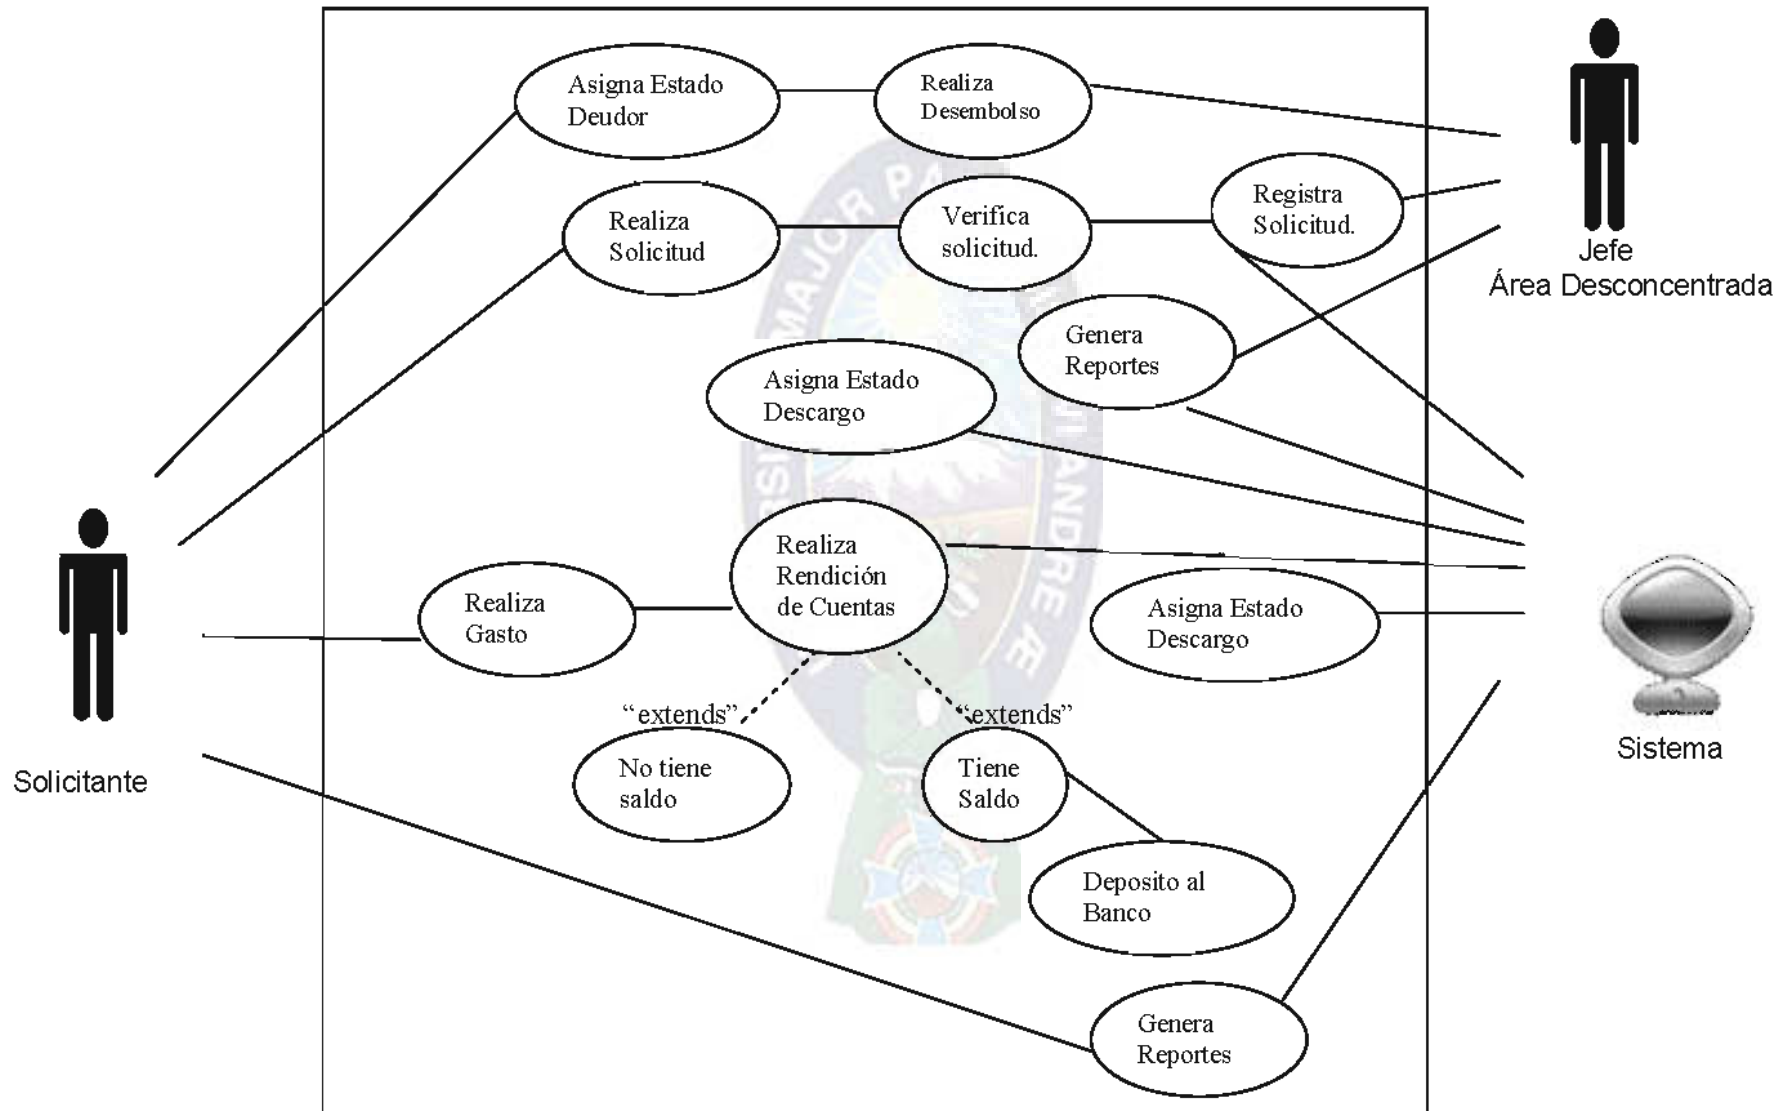 Asigna Estado
Deudor
Realiza
Desembolso
Realiza
Solicitud
Verifica
solicitud.
Registra
Solicitud.
Jefe
Área Desconcentrada
Genera
Reportes
Asigna Estado
Descargo
Realiza
Rendición
de Cuentas
Realiza
Gasto
Asigna Estado
Descargo
“extends”
“extends”
No tiene
saldo
Tiene
Saldo
Solicitante
Sistema
Deposito al
Banco
Genera
Reportes
MAJOR
ANDRE Æ